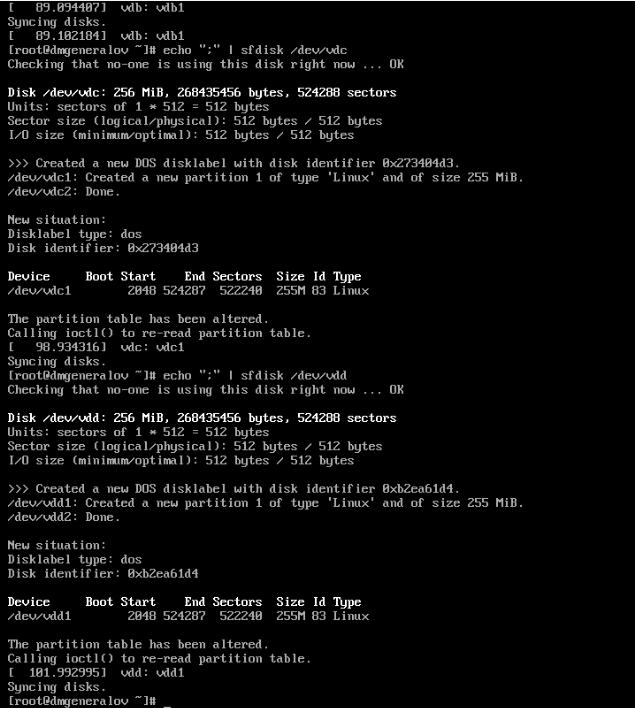 [   89.094407]  vdb: vdb1
Syncing disks.
[   89.102184]  vdb: vdb1
[root@dmgeneralov ~]# echo ";" | sfdisk /dev/vdc
Checking that no-one is using this disk right now ... OK

Disk /dev/vdc: 256 MiB, 268435456 bytes, 524288 sectors
Units: sectors of 1 * 512 = 512 bytes
Sector size (logical/physical): 512 bytes / 512 bytes
I/O size (minimum/optimal): 512 bytes / 512 bytes

>>> Created a new DOS disklabel with disk identifier 0x273404d3.
/dev/vdc1: Created a new partition 1 of type 'Linux' and of size 255 MiB.
/dev/vdc2: Done.

New situation:
Disklabel type: dos
Disk identifier: 0x273404d3

Device     Boot Start    End Sectors  Size Id Type
/dev/vdc1        2048 524287  522240  255M 83 Linux

The partition table has been altered.
Calling ioctl() to re-read partition table.
[   98.934316]  vdc: vdc1
Syncing disks.
[root@dmgeneralov ~]# echo ";" | sfdisk /dev/vdd
Checking that no-one is using this disk right now ... OK

Disk /dev/vdd: 256 MiB, 268435456 bytes, 524288 sectors
Units: sectors of 1 * 512 = 512 bytes
Sector size (logical/physical): 512 bytes / 512 bytes
I/O size (minimum/optimal): 512 bytes / 512 bytes

>>> Created a new DOS disklabel with disk identifier 0xb2ea61d4.
/dev/vdd1: Created a new partition 1 of type 'Linux' and of size 255 MiB.
/dev/vdd2: Done.

New situation:
Disklabel type: dos
Disk identifier: 0xb2ea61d4

Device     Boot Start    End Sectors  Size Id Type
/dev/vdd1        2048 524287  522240  255M 83 Linux

The partition table has been altered.
Calling ioctl() to re-read partition table.
[  101.992995]  vdd: vdd1
Syncing disks.
[root@dmgeneralov ~]# _